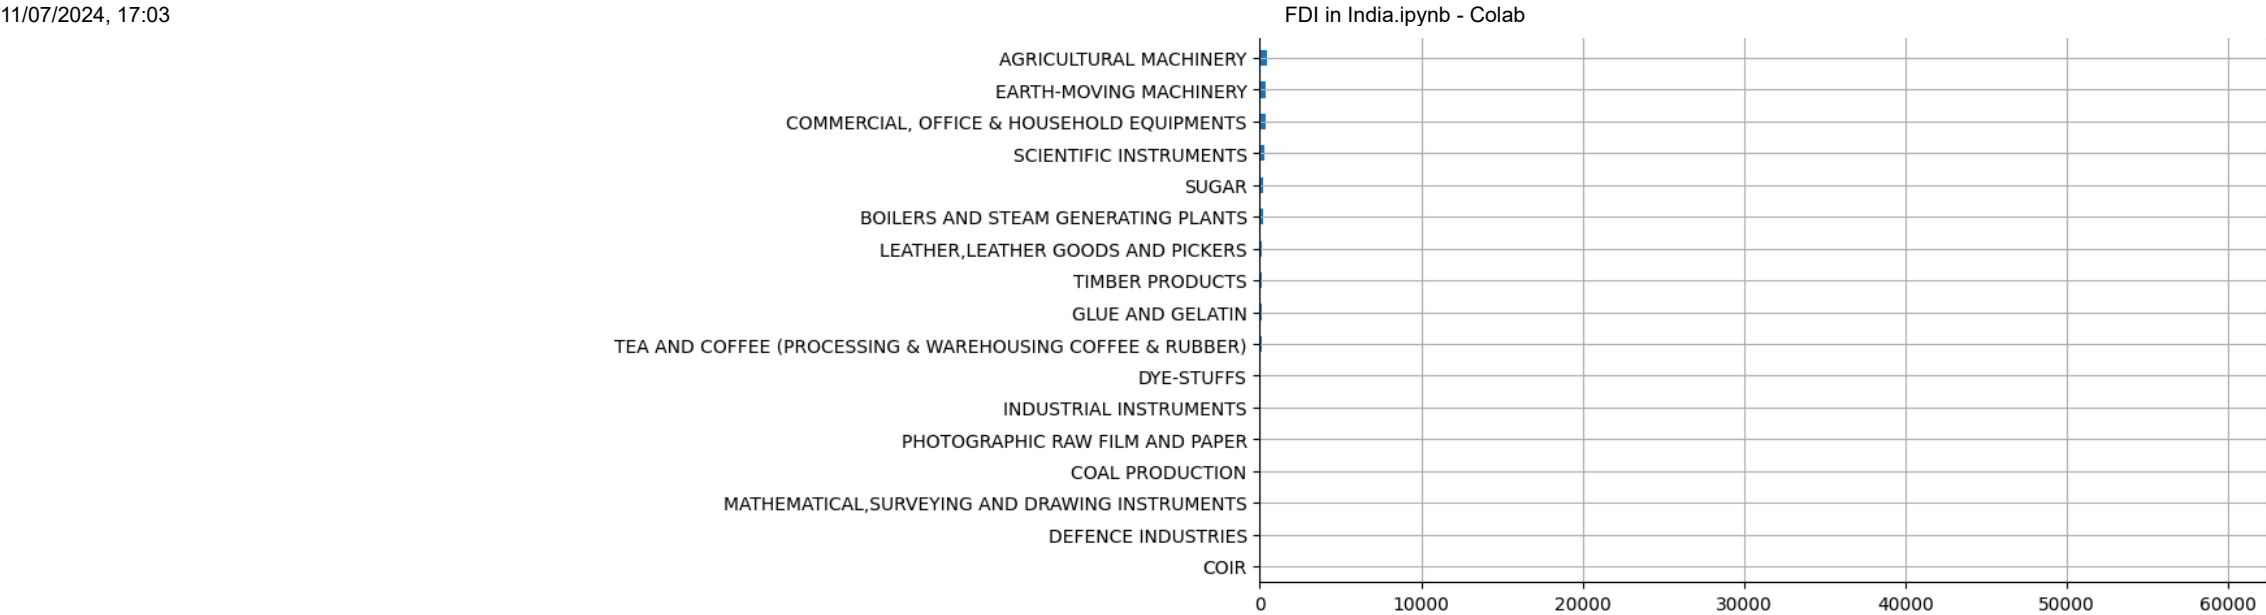 11/07/2024, 17:03 FDI in India.ipynb - Colab
AGRICULTURAL MACHINERY
EARTH-MOVING MACHINERY
COMMERCIAL, OFFICE & HOUSEHOLD EQUIPMENTS
SCIENTIFIC INSTRUMENTS
SUGAR
BOILERS AND STEAM GENERATING PLANTS
LEATHER,LEATHER GOODS AND PICKERS
TIMBER PRODUCTS
GLUE AND GELATIN
TEA AND COFFEE (PROCESSING & WAREHOUSING COFFEE & RUBBER)
DYE-STUFFS
INDUSTRIAL INSTRUMENTS
PHOTOGRAPHIC RAW FILM AND PAPER
COAL PRODUCTION
MATHEMATICAL,SURVEYING AND DRAWING INSTRUMENTS
DEFENCE INDUSTRIES
COIR
0 10000 20000 30000 40000 50000 60000